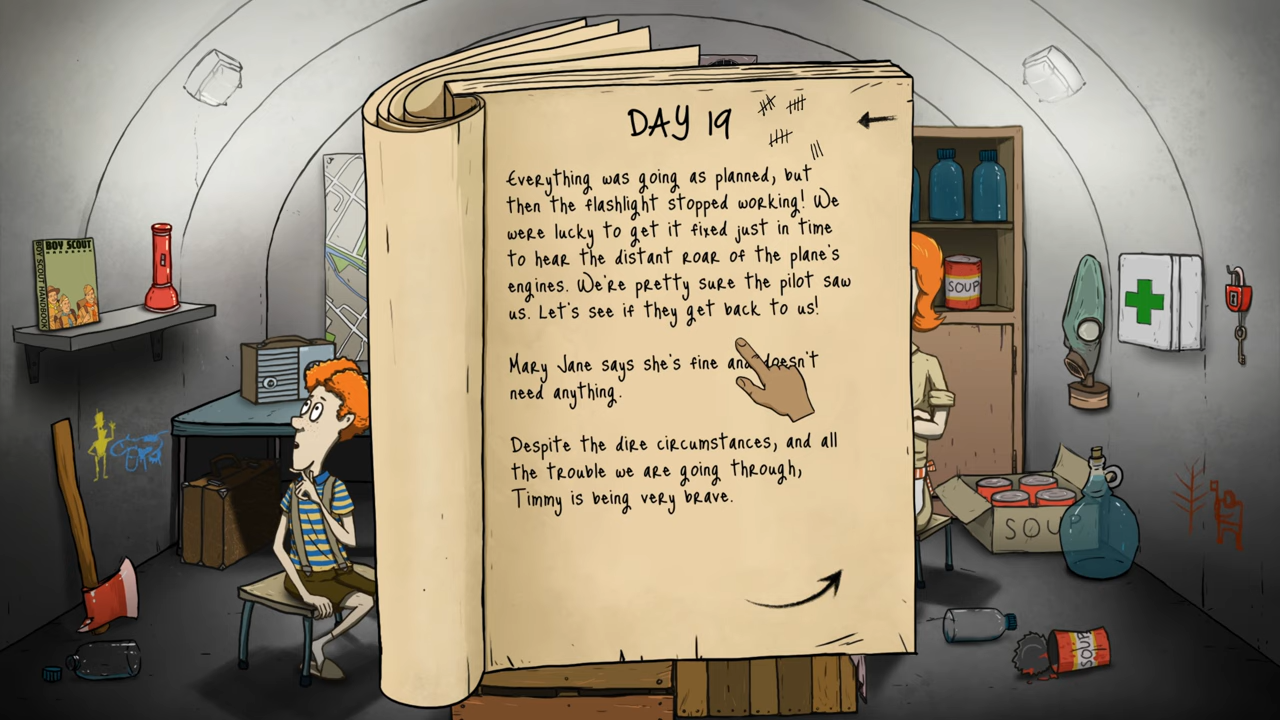 DAY 19
Everything was going as planned, but
then the flashlight stopped working! We
were lucky to get it fixed just in time
to hear the distant roar of the plane's
engines. We're pretty sure the pilot saw
us. Let's see if they get back to us!
Mary Jane says she's fine and doesn't
need anything.
Despite the dire circumstances, and all
the trouble we are going through,
Timmy is being very brave.
BOY SCOUT
BOY SCOUT HANDBOOK
SOUP
SOUP
SOUP